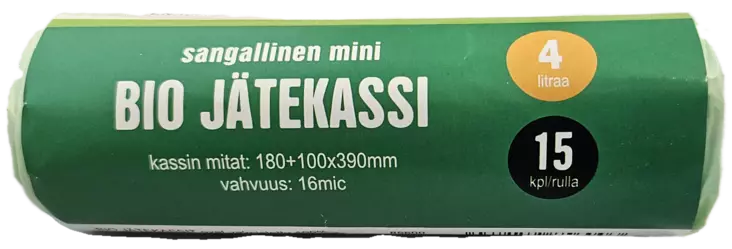 sangallinen mini
BIO JÄTEKASSI
kassin mitat: 180+100x390mm
vahvuus: 16mic
4
litraa
15
kpl/rulla